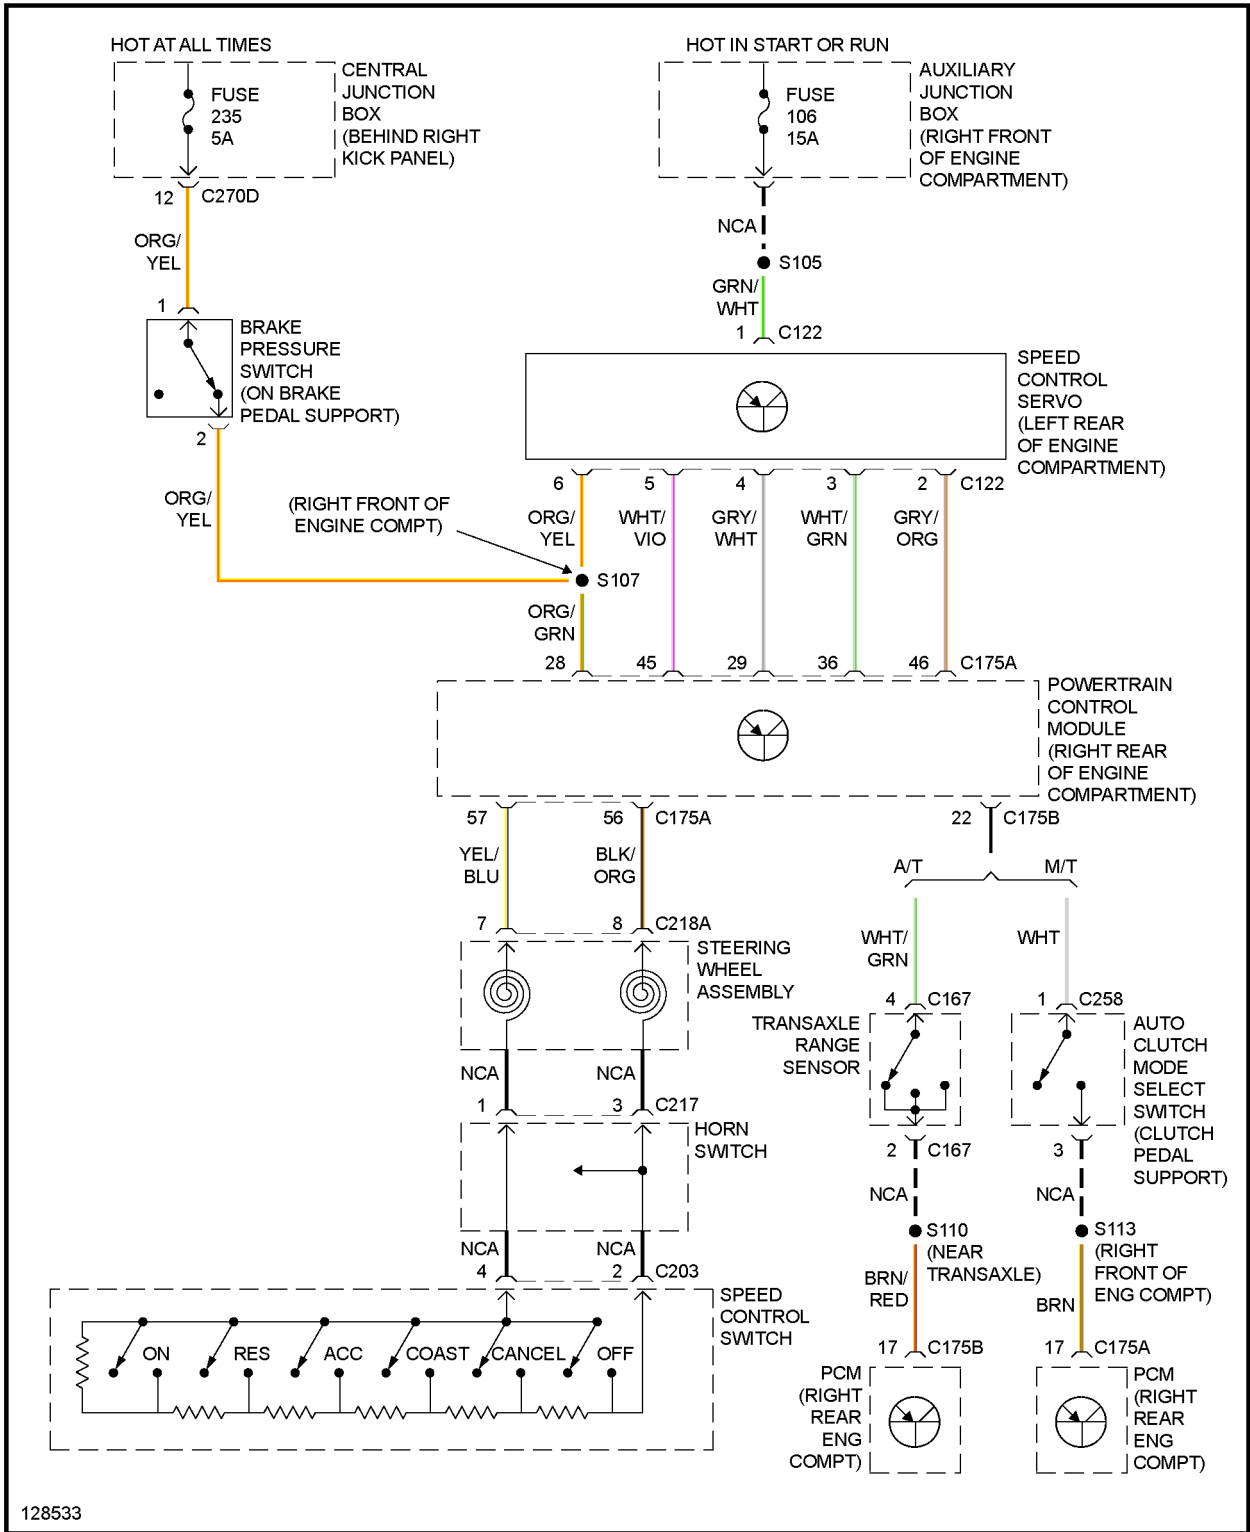 HOT AT ALL TIMES
HOT IN START OR RUN
FUSE
235
5A
CENTRAL
JUNCTION
BOX
(BEHIND RIGHT
KICK PANEL)
FUSE
106
15A
AUXILIARY
JUNCTION
BOX
(RIGHT FRONT
OF ENGINE
COMPARTMENT)
12 C270D
ORG/
YEL
NCA
S105
GRN/
WHT
1 C122
1
BRAKE
PRESSURE
SWITCH
(ON BRAKE
PEDAL SUPPORT)
2
SPEED
CONTROL
SERVO
(LEFT REAR
OF ENGINE
COMPARTMENT)
6 5 4 3 2 C122
ORG/
YEL
(RIGHT FRONT OF
ENGINE COMPT)
ORG/
YEL
WHT/
VIO
GRY/
WHT
WHT/
GRN
GRY/
ORG
S107
ORG/
GRN
28 45 29 36 46 C175A
POWERTRAIN
CONTROL
MODULE
(RIGHT REAR
OF ENGINE
COMPARTMENT)
57 56 C175A
22 C175B
YEL/
BLU
BLK/
ORG
A/T M/T
7 8 C218A
WHT/
GRN
WHT
STEERING
WHEEL
ASSEMBLY
4 C167
1 C258
TRANSAXLE
RANGE
SENSOR
AUTO
CLUTCH
MODE
SELECT
SWITCH
(CLUTCH
PEDAL
SUPPORT)
NCA NCA
1 3 C217
HORN
SWITCH
2 C167
3
NCA NCA
S110
(NEAR
TRANSAXLE)
S113
(RIGHT
FRONT OF
ENG COMPT)
NCA NCA
4 2 C203
BRN/
RED
BRN
SPEED
CONTROL
SWITCH
ON RES ACC COAST CANCEL OFF
17 C175B
17 C175A
PCM
(RIGHT
REAR
ENG
COMPT)
PCM
(RIGHT
REAR
ENG
COMPT)
128533